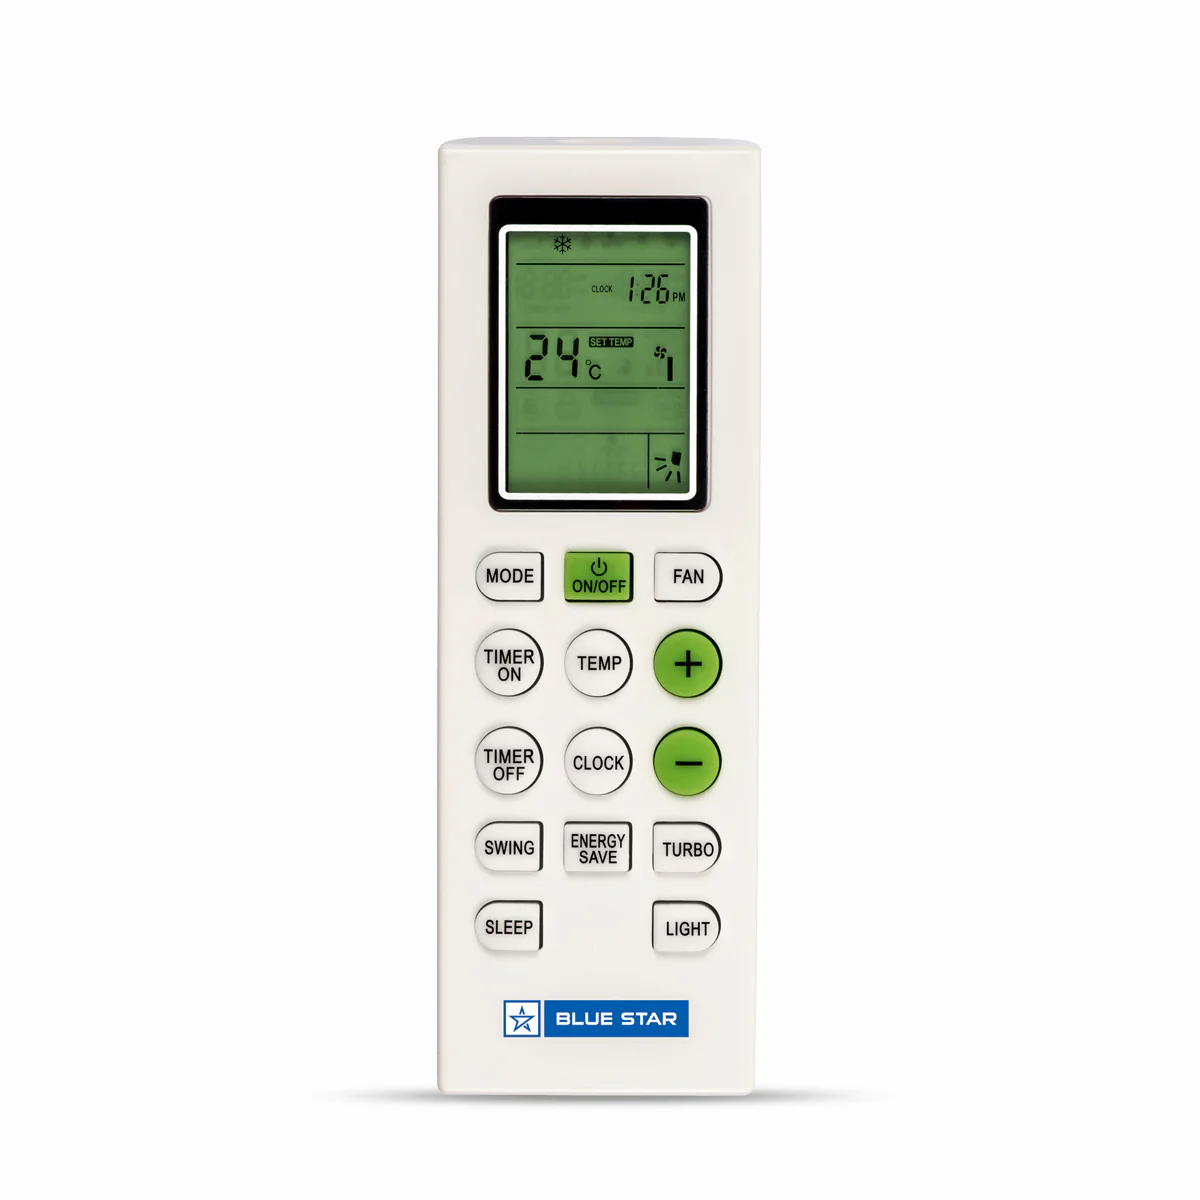 CLOCK 1:26 PM
24 °C SET TEMP
MODE
ON/OFF
FAN
TIMER
ON
TEMP
+
TIMER
OFF
CLOCK
−
SWING
ENERGY
SAVE
TURBO
SLEEP
LIGHT
BLUE STAR